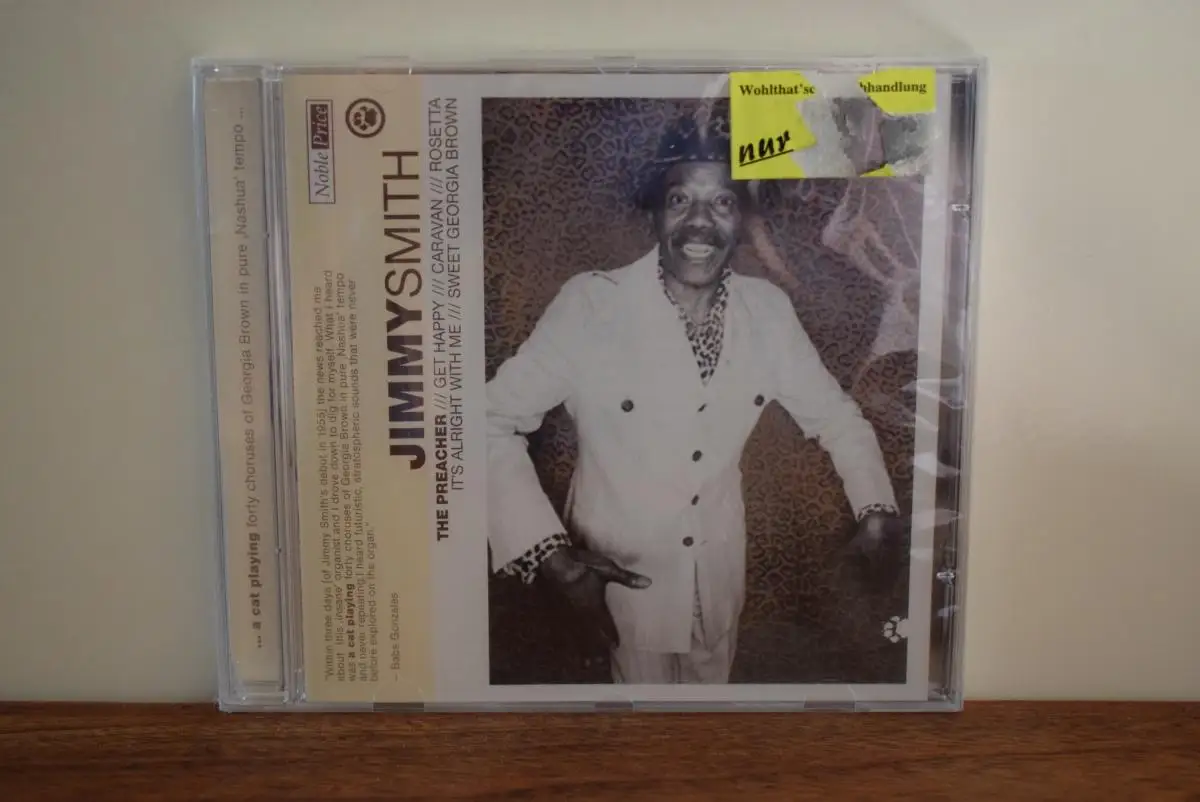 ... a cat playing forty choruses of Georgia Brown in pure ‚Nashua' tempo ...
Noble Price
JIMMYSMITH
THE PREACHER /// GET HAPPY /// CARAVAN /// ROSETTA
IT'S ALRIGHT WITH ME /// SWEET GEORGIA BROWN
"Within three days [of Jimmy Smith's debut in 1955] the news reached me
about this ‚insane' organist and I drove down to dig for myself. What I heard
was a cat playing forty choruses of Georgia Brown in pure ‚Nashua' tempo
and never repeating. I heard futuristic, stratospheric sounds that were never
before explored on the organ."
– Babs Gonzales
Wohlthat'sc hhandlung
nur